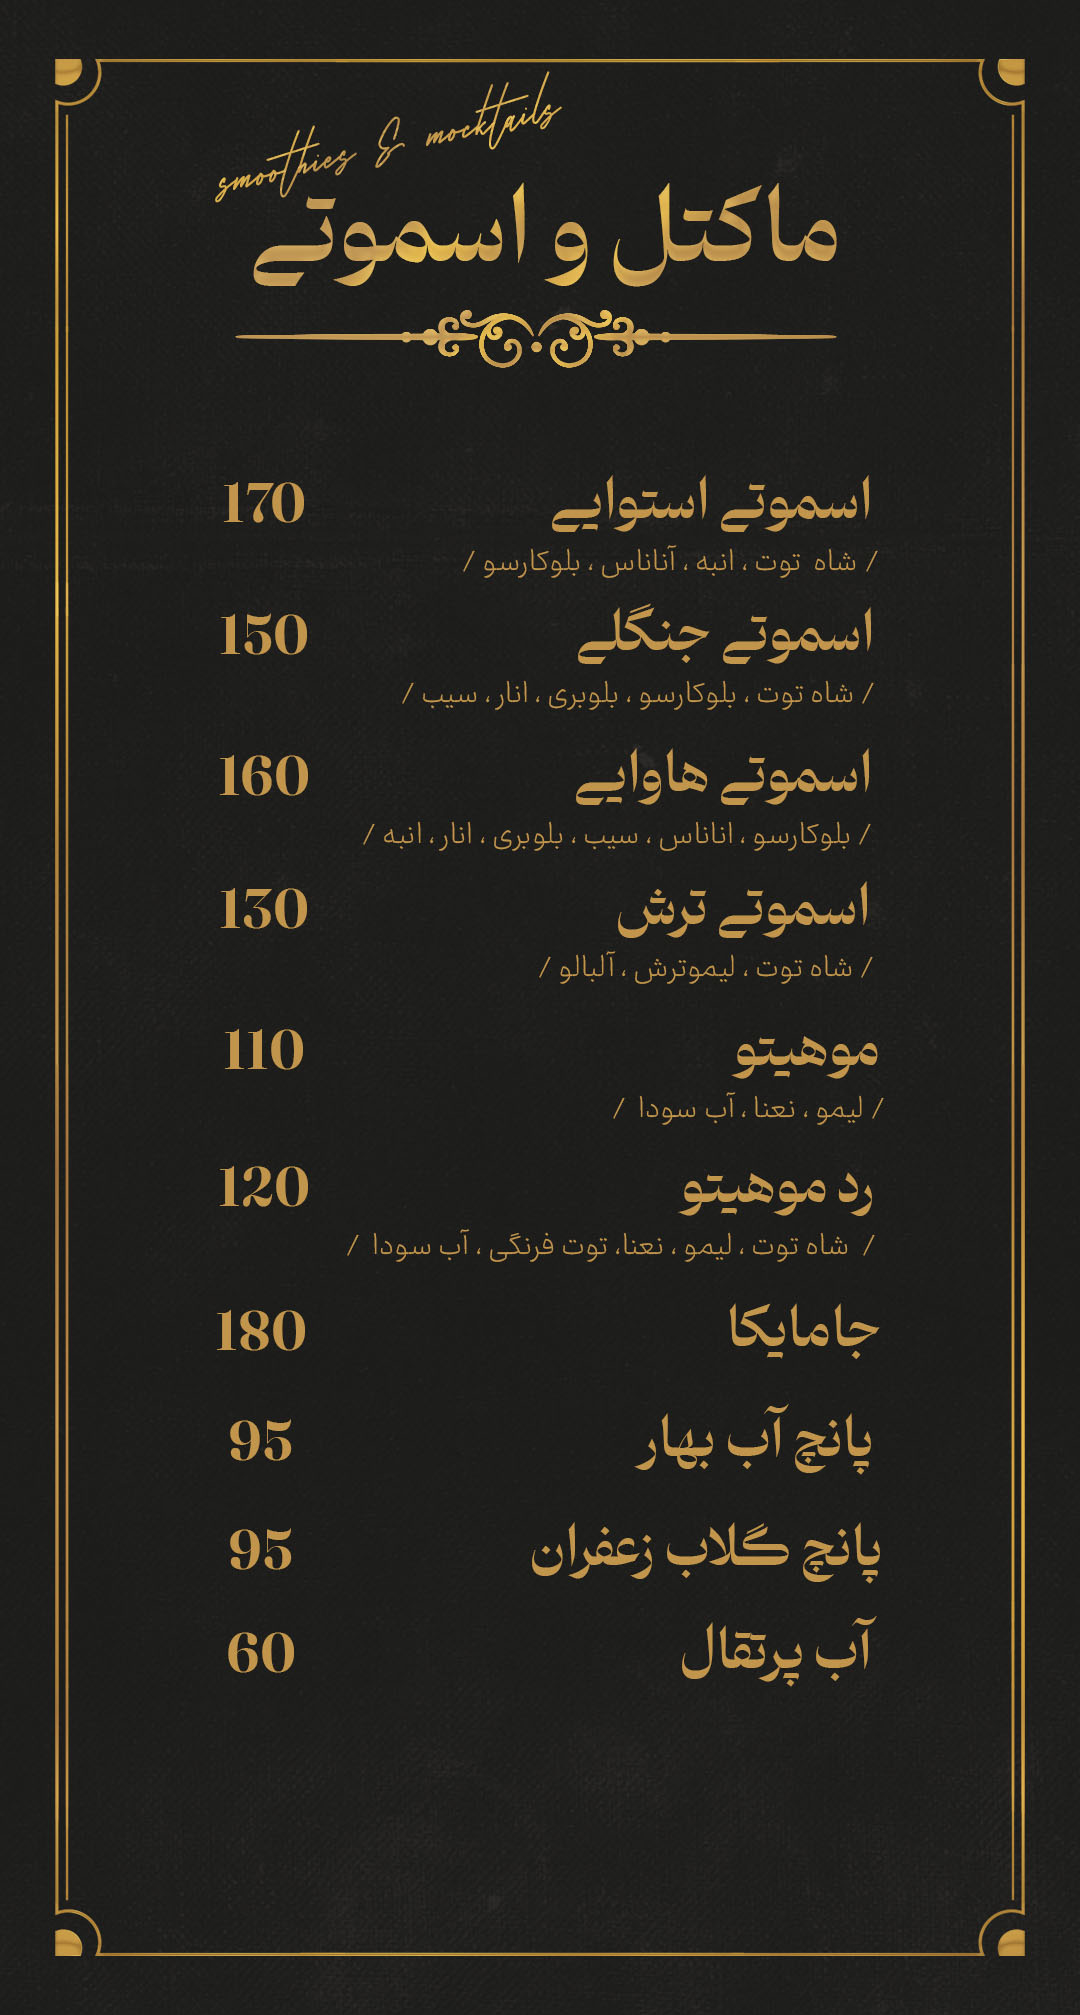 smoothies & mocktails
ماکتل و اسموتی
اسموتی استوایی 170
/ شاه توت ، انبه ، آناناس ، بلوکارسو /
اسموتی جنگلی 150
/ شاه توت ، بلوکارسو ، بلوبری ، انار ، سیب /
اسموتی هاوایی 160
/ بلوکارسو ، اناناس ، سیب ، بلوبری ، انار ، انبه /
اسموتی ترش 130
/ شاه توت ، لیموترش ، آلبالو /
موهیتو 110
/ لیمو ، نعنا ، آب سودا /
رد موهیتو 120
/ شاه توت ، لیمو ، نعنا، توت فرنگی ، آب سودا /
جامایکا 180
پانچ آب بهار 95
پانچ گلاب زعفران 95
آب پرتقال 60